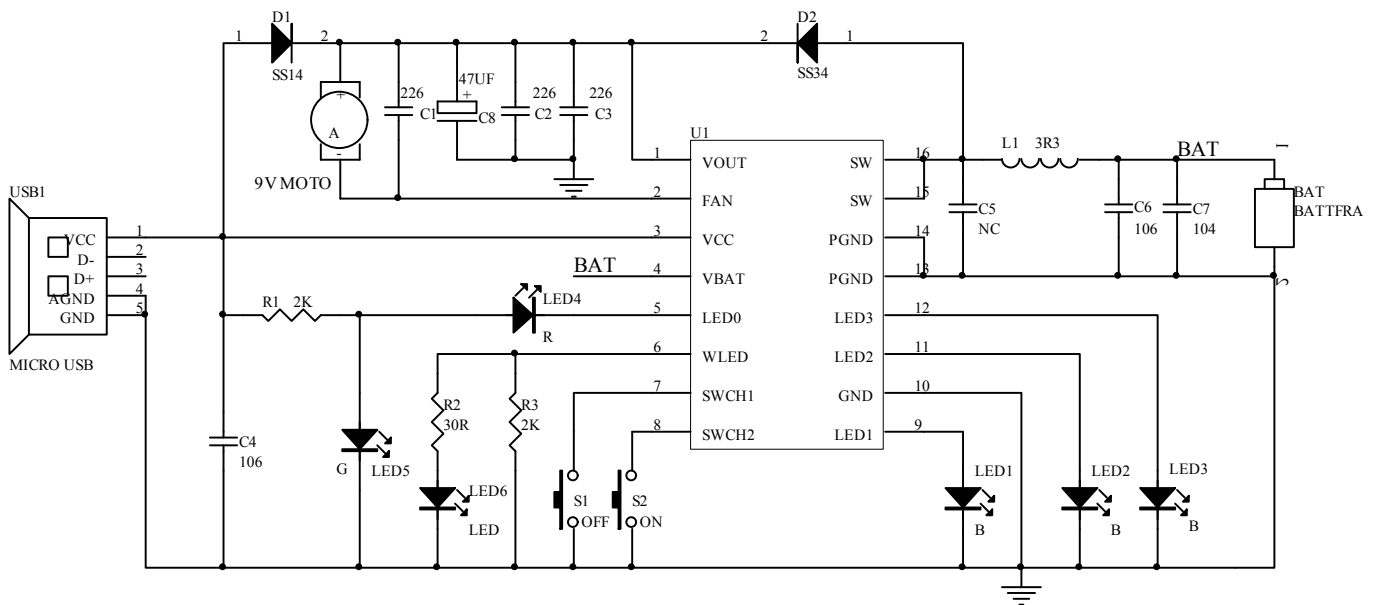 D1
1
2
SS14
2
D2
1
SS34
+
A
-
9V MOTO
226
C1
47UF
+
C8
226
C2
226
C3
U1
1
VOUT
2
FAN
3
VCC
4
VBAT
5
LED0
6
WLED
7
SWCH1
8
SWCH2
SW
16
SW
15
PGND
14
PGND
13
LED3
12
LED2
11
GND
10
LED1
9
L1
3R3
BAT
1
BAT
BATTFRA
2
C5
NC
C6
106
C7
104
USB1
VCC
1
D-
2
D+
3
AGND
4
GND
5
MICRO USB
BAT
R1
2K
LED4
R
R2
30R
R3
2K
C4
106
G
LED5
LED6
LED
S1
OFF
S2
ON
LED1
B
LED2
B
LED3
B